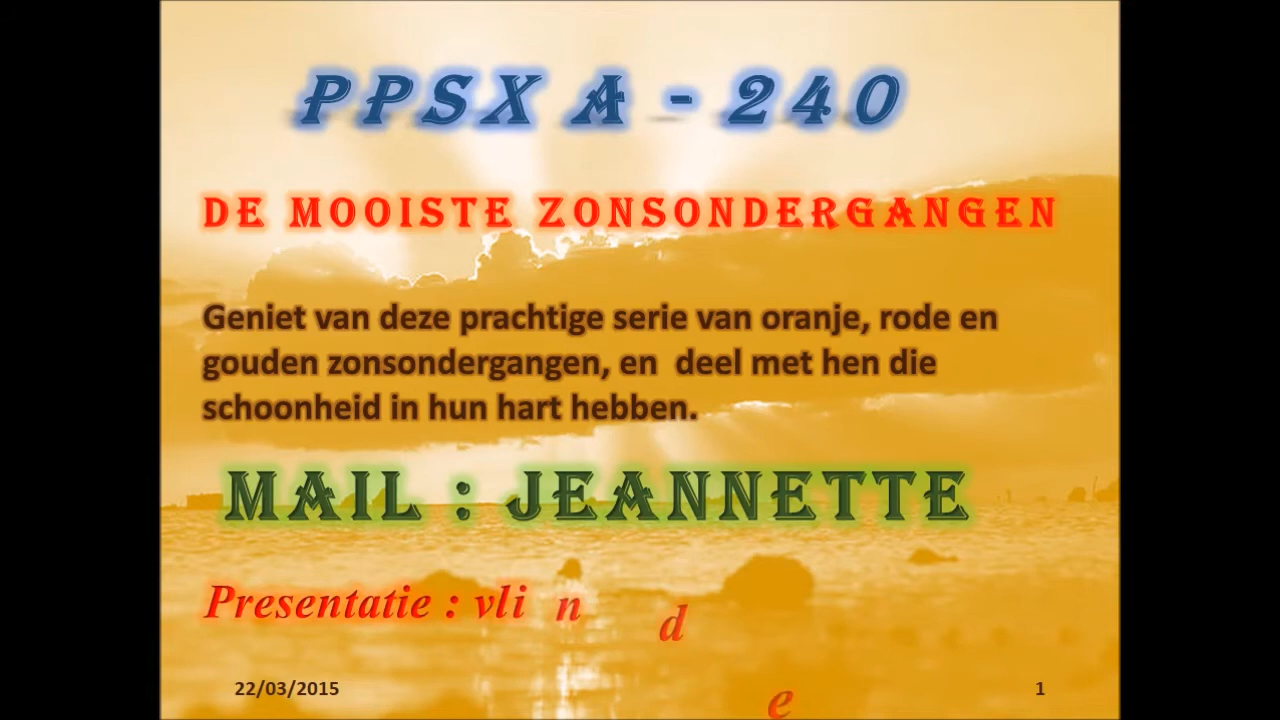 PPSX A - 240
DE MOOISTE ZONSONDERGANGEN
Geniet van deze prachtige serie van oranje, rode en
gouden zonsondergangen, en deel met hen die
schoonheid in hun hart hebben.
MAIL : JEANNETTE
Presentatie : vlinde
22/03/2015 1